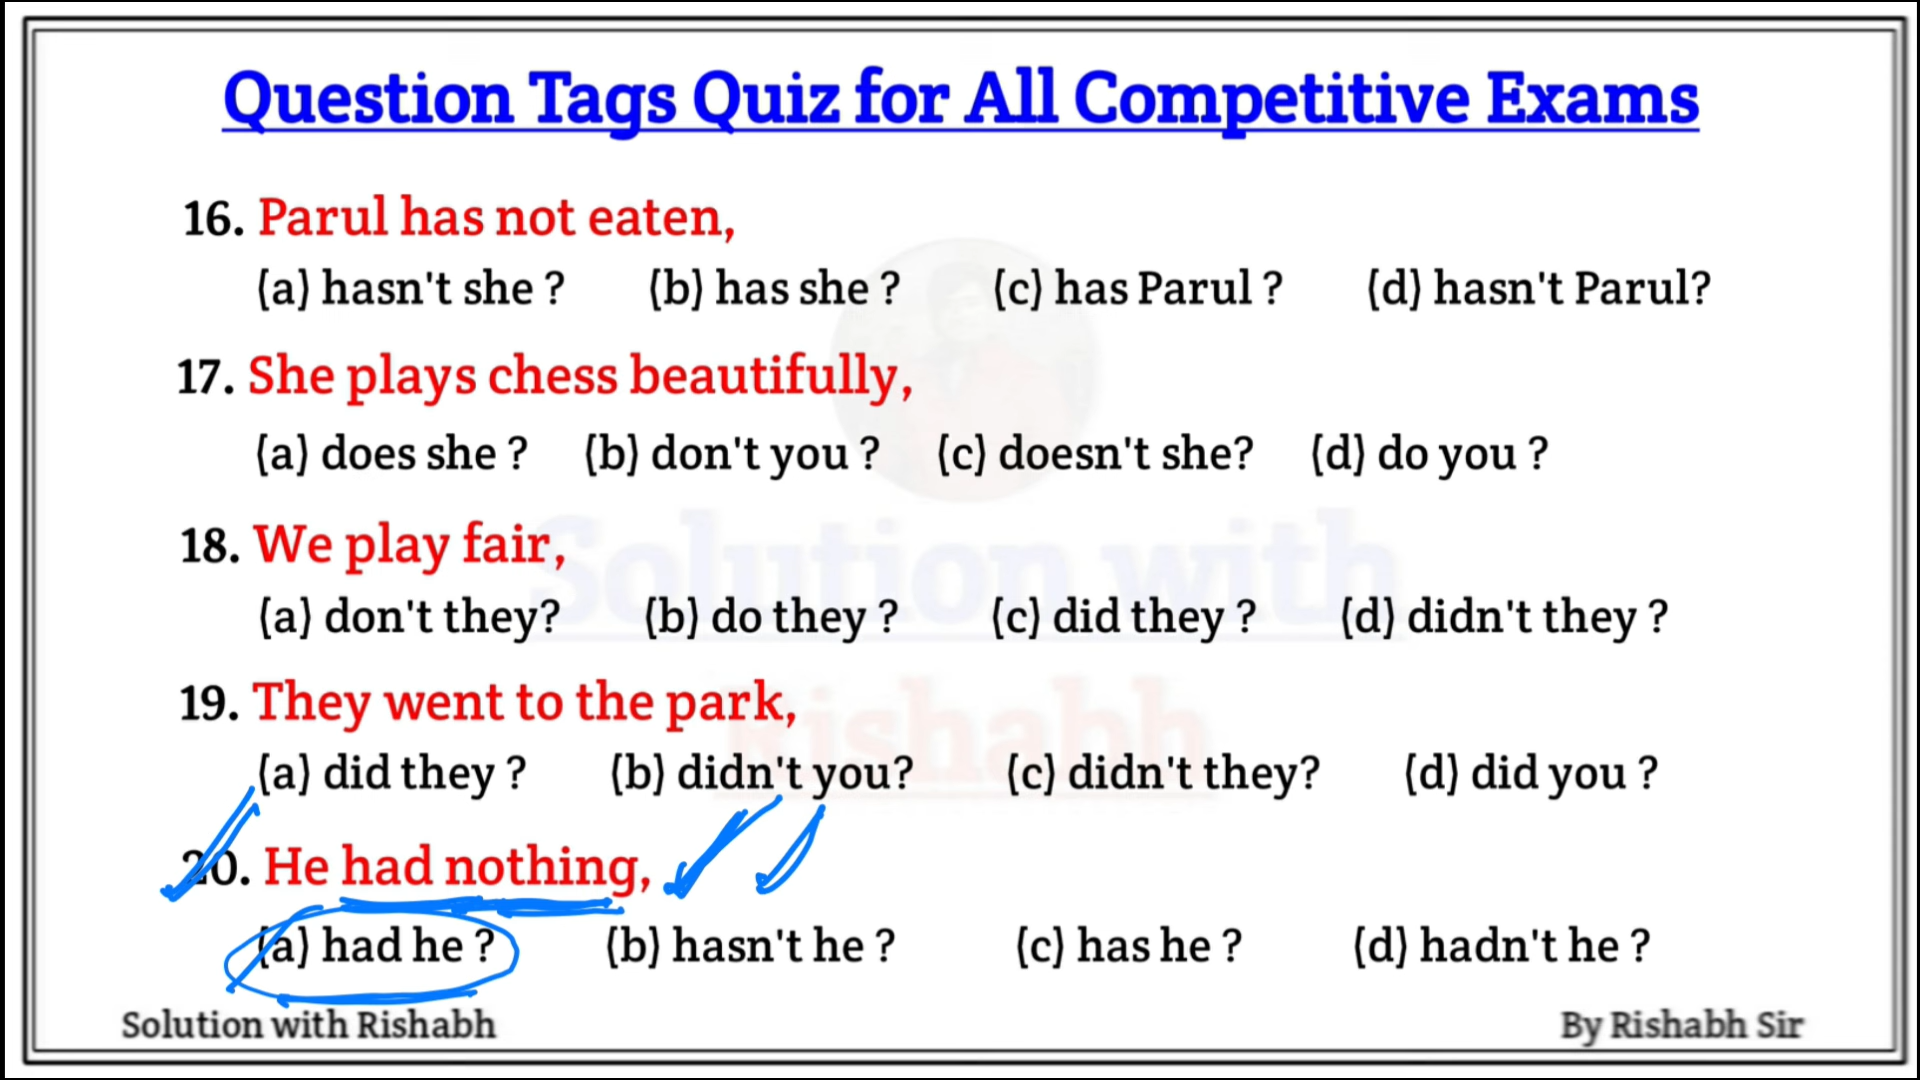 Question Tags Quiz for All Competitive Exams
16. Parul has not eaten,
(a) hasn't she ? (b) has she ? (c) has Parul ? (d) hasn't Parul?
17. She plays chess beautifully,
(a) does she ? (b) don't you ? (c) doesn't she? (d) do you ?
18. We play fair,
(a) don't they? (b) do they ? (c) did they ? (d) didn't they ?
19. They went to the park,
(a) did they ? (b) didn't you? (c) didn't they? (d) did you ?
20. He had nothing,
(a) had he ? (b) hasn't he ? (c) has he ? (d) hadn't he ?
Solution with Rishabh By Rishabh Sir
Solution with
Rishabh